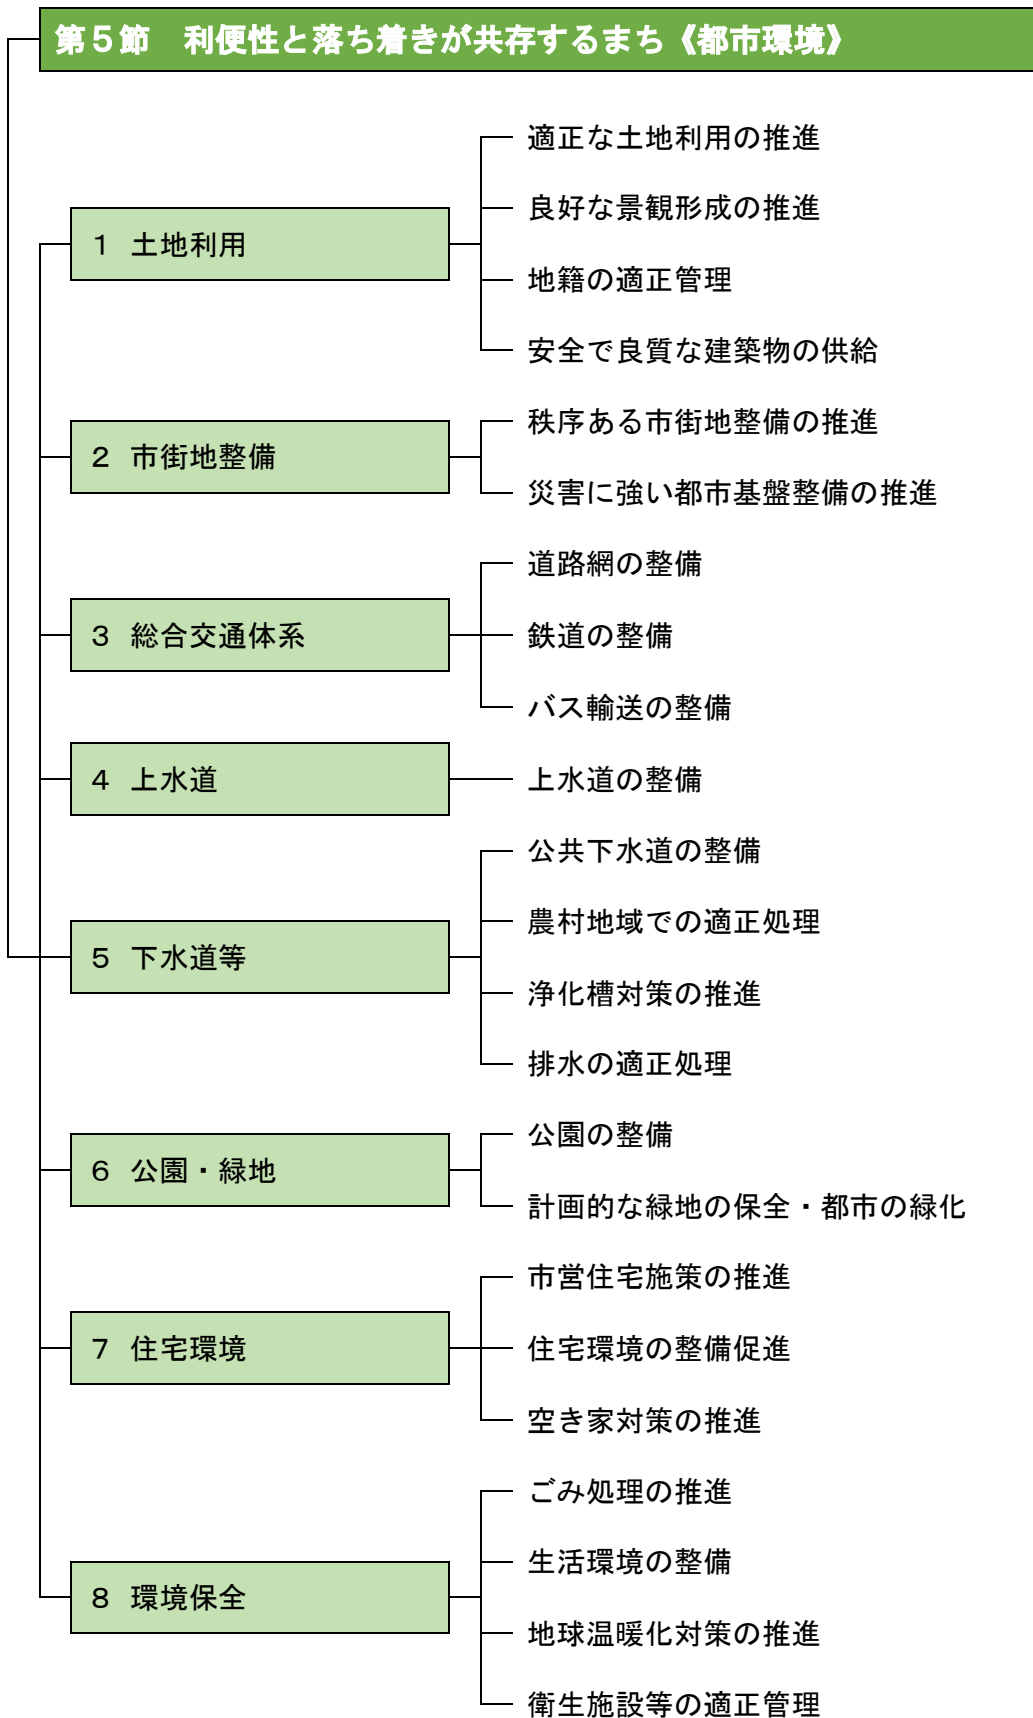 第５節　利便性と落ち着きが共存するまち《都市環境》
１　土地利用
適正な土地利用の推進
良好な景観形成の推進
地籍の適正管理
安全で良質な建築物の供給
２　市街地整備
秩序ある市街地整備の推進
災害に強い都市基盤整備の推進
３　総合交通体系
道路網の整備
鉄道の整備
バス輸送の整備
４　上水道
上水道の整備
５　下水道等
公共下水道の整備
農村地域での適正処理
浄化槽対策の推進
排水の適正処理
６　公園・緑地
公園の整備
計画的な緑地の保全・都市の緑化
７　住宅環境
市営住宅施策の推進
住宅環境の整備促進
空き家対策の推進
８　環境保全
ごみ処理の推進
生活環境の整備
地球温暖化対策の推進
衛生施設等の適正管理